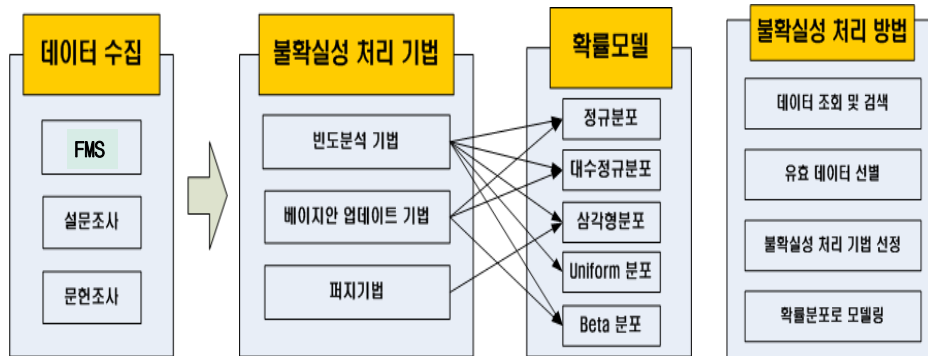 데이터 수집
FMS
설문조사
문헌조사
불확실성 처리 기법
빈도분석 기법
베이지안 업데이트 기법
퍼지기법
확률모델
정규분포
대수정규분포
삼각형분포
Uniform 분포
Beta 분포
불확실성 처리 방법
데이터 조회 및 검색
유효 데이터 선별
불확실성 처리 기법 선정
확률분포로 모델링